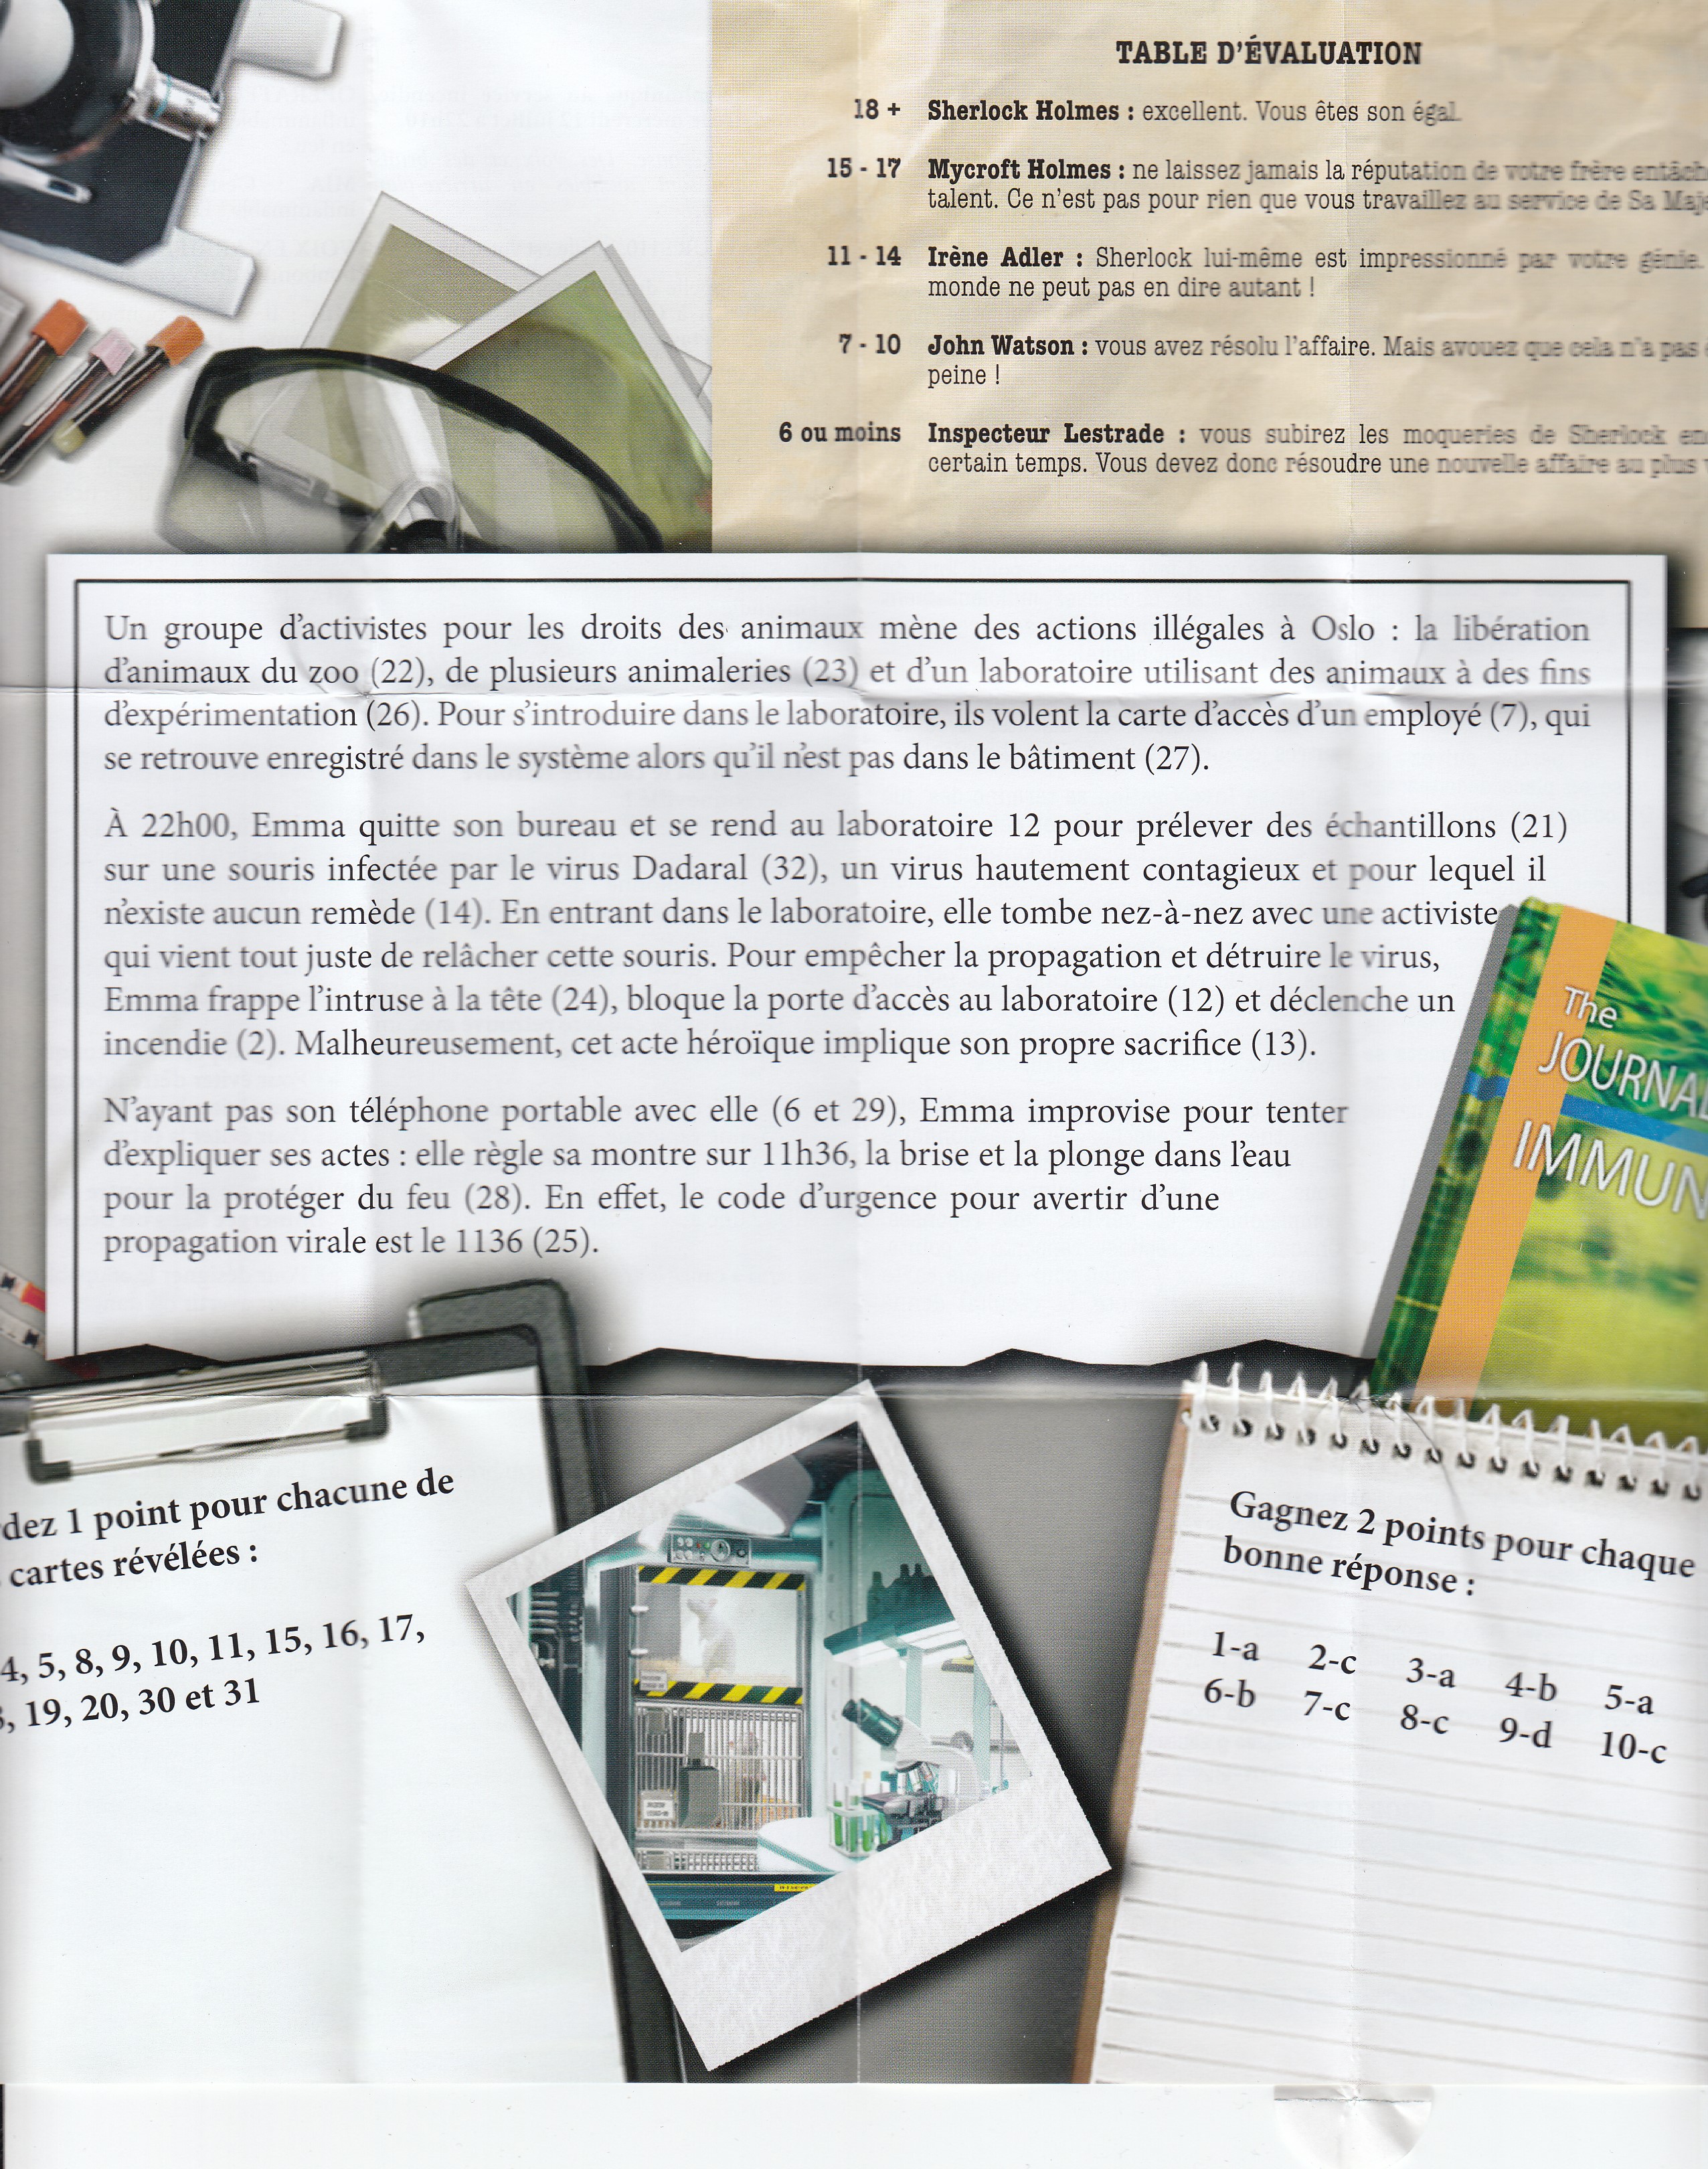 TABLE D'ÉVALUATION
18 + Sherlock Holmes : excellent. Vous êtes son égal.
15 - 17 Mycroft Holmes : ne laissez jamais la réputation de votre frère
talent. Ce n'est pas pour rien que vous travaillez au service de Sa
11 - 14 Irène Adler : Sherlock lui-même est impressionné par votre génie.
monde ne peut pas en dire autant !
7 - 10 John Watson : vous avez résolu l'affaire. Mais avouez que cela n'a pas
peine !
6 ou moins Inspecteur Lestrade : vous subirez les moqueries de Sherlock
certain temps. Vous devez donc résoudre une nouvelle affaire au plus
Un groupe d'activistes pour les droits des animaux mène des actions illégales à Oslo : la libération
d'animaux du zoo (22), de plusieurs animaleries (23) et d'un laboratoire utilisant des animaux à des fins
d'expérimentation (26). Pour s'introduire dans le laboratoire, ils volent la carte d'accès d'un employé (7), qui
se retrouve enregistré dans le système alors qu'il n'est pas dans le bâtiment (27).
À 22h00, Emma quitte son bureau et se rend au laboratoire 12 pour prélever des échantillons (21)
sur une souris infectée par le virus Dadaral (32), un virus hautement contagieux et pour lequel il
n'existe aucun remède (14). En entrant dans le laboratoire, elle tombe nez-à-nez avec une activiste
qui vient tout juste de relâcher cette souris. Pour empêcher la propagation et détruire le virus,
Emma frappe l'intruse à la tête (24), bloque la porte d'accès au laboratoire (12) et déclenche un
incendie (2). Malheureusement, cet acte héroïque implique son propre sacrifice (13).
N'ayant pas son téléphone portable avec elle (6 et 29), Emma improvise pour tenter
d'expliquer ses actes : elle règle sa montre sur 11h36, la brise et la plonge dans l'eau
pour la protéger du feu (28). En effet, le code d'urgence pour avertir d'une
propagation virale est le 1136 (25).
The
JOURNAL
IMMUN
dez 1 point pour chacune de
cartes révélées :
4, 5, 8, 9, 10, 11, 15, 16, 17,
, 19, 20, 30 et 31
Gagnez 2 points pour chaque
bonne réponse :
1-a 2-c 3-a 4-b 5-a
6-b 7-c 8-c 9-d 10-c